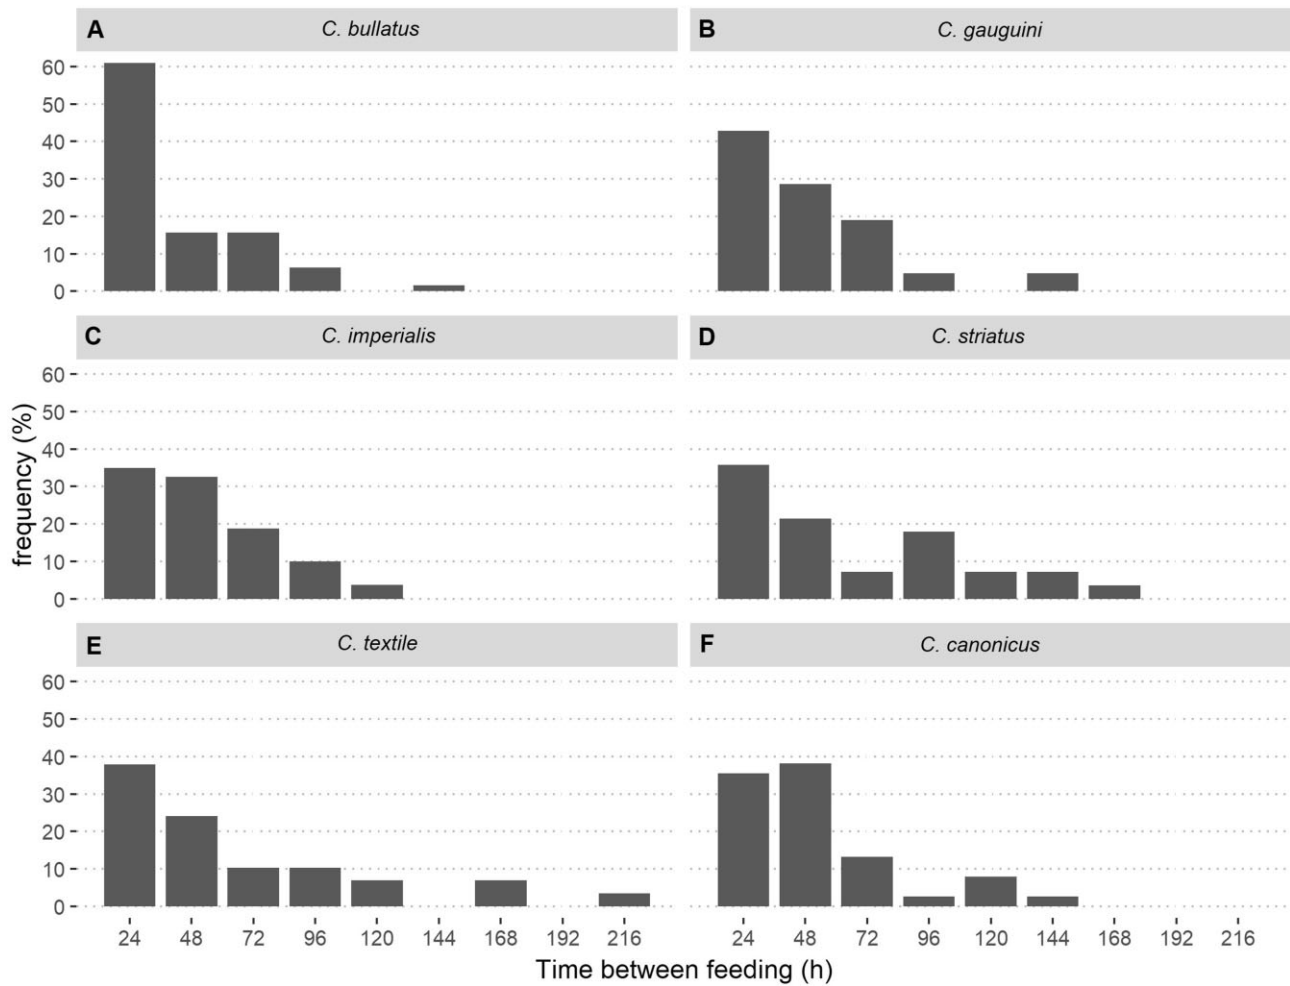 A C. bullatus
B C. gauguini
60
50
40
30
20
10
0
C C. imperialis
D C. striatus
60
50
40
30
20
10
0
E C. textile
F C. canonicus
60
50
40
30
20
10
0
24 48 72 96 120 144 168 192 216
24 48 72 96 120 144 168 192 216
frequency (%)
Time between feeding (h)